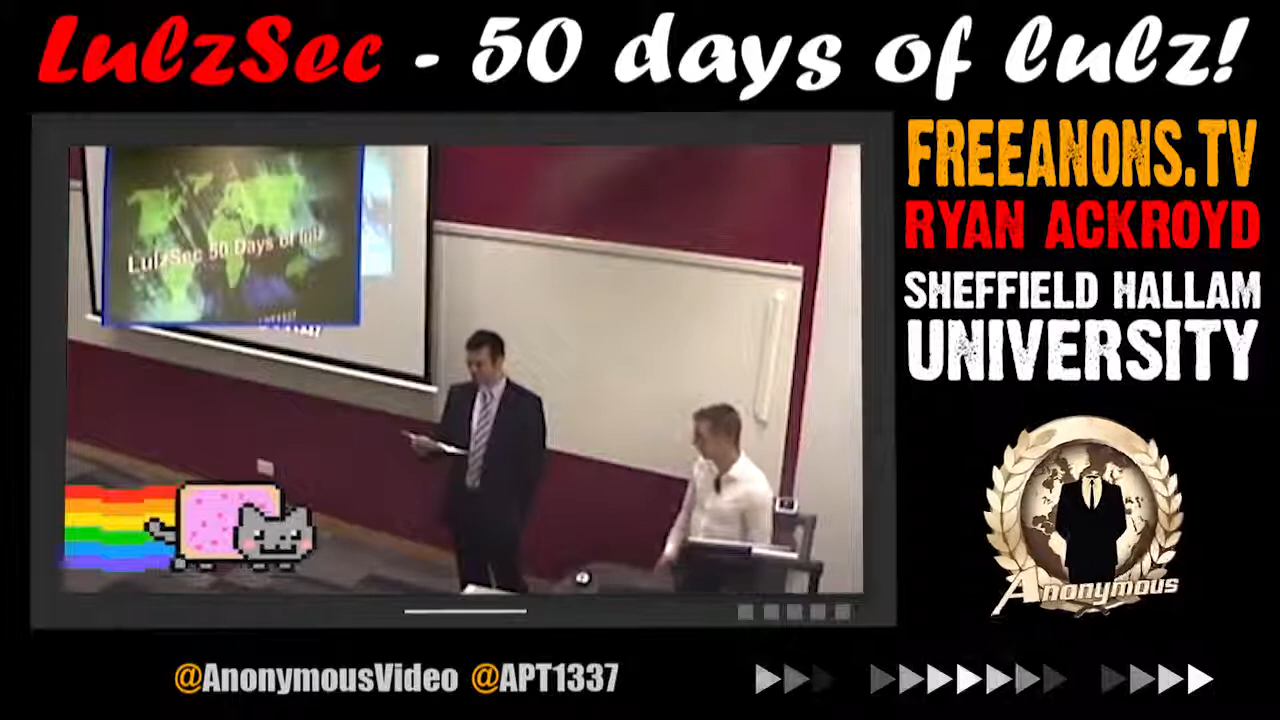 LulzSec - 50 days of lulz!
FREEANONS.TV
RYAN ACKROYD
SHEFFIELD HALLAM
UNIVERSITY
LulzSec 50 Days of lulz
Anonymous
@AnonymousVideo @APT1337